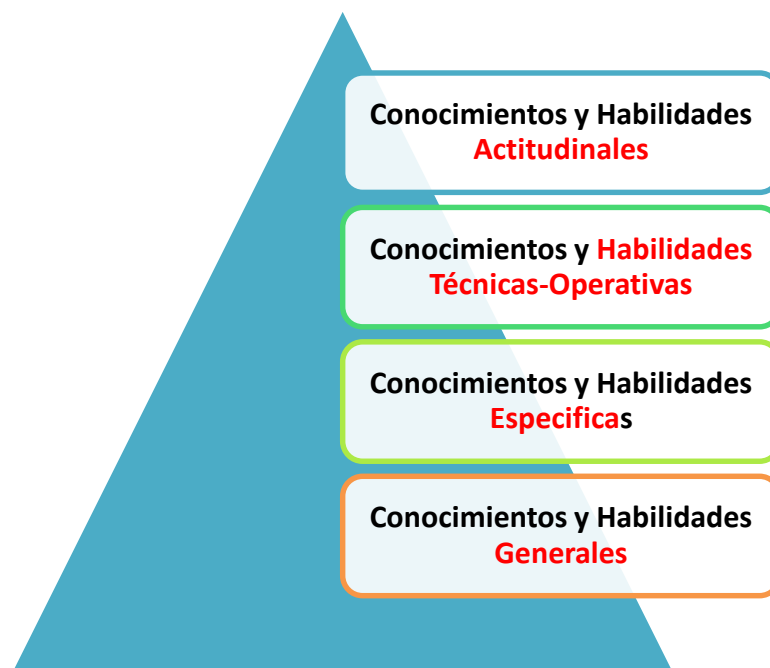 Conocimientos y Habilidades
Actitudinales
Conocimientos y Habilidades
Técnicas-Operativas
Conocimientos y Habilidades
Especificas
Conocimientos y Habilidades
Generales